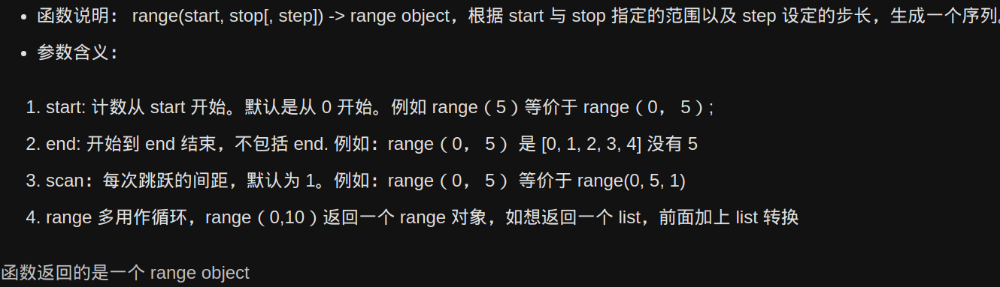 • 函数说明： range(start, stop[, step]) -> range object，根据 start 与 stop 指定的范围以及 step 设定的步长，生成一个序列。
• 参数含义：
1. start: 计数从 start 开始。默认是从 0 开始。例如 range（5）等价于 range（0， 5）;
2. end: 开始到 end 结束，不包括 end. 例如：range（0， 5） 是 [0, 1, 2, 3, 4] 没有 5
3. scan：每次跳跃的间距，默认为 1。例如：range（0， 5） 等价于 range(0, 5, 1)
4. range 多用作循环，range（0,10）返回一个 range 对象，如想返回一个 list，前面加上 list 转换
函数返回的是一个 range object